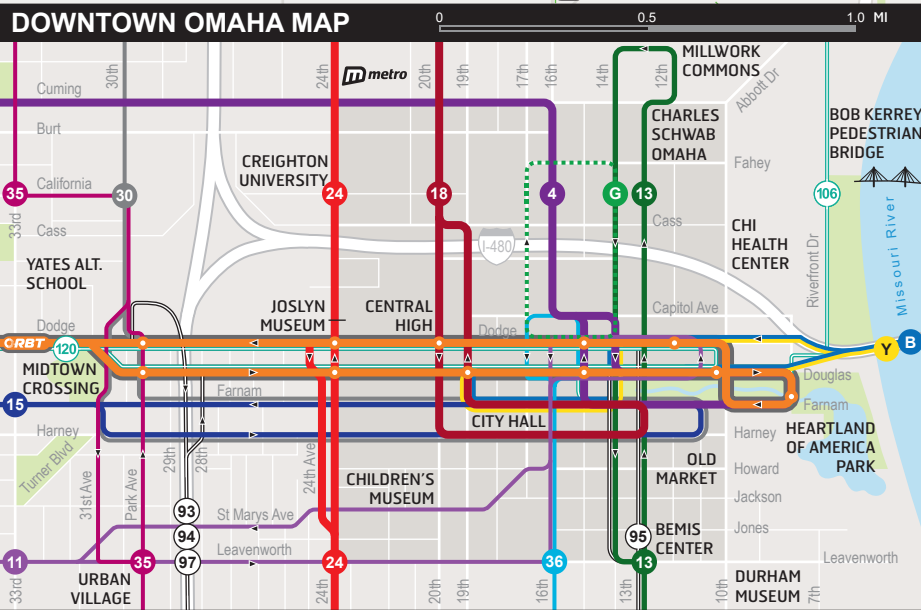 DOWNTOWN OMAHA MAP
0 0.5 1.0 MI
30th
24th
metro
20th
19th
17th
16th
14th
12th
MILLWORK
COMMONS
Abbott Dr
Cuming
Burt
CHARLES
SCHWAB
OMAHA
BOB KERREY
PEDESTRIAN
BRIDGE
Fahey
CREIGHTON
UNIVERSITY
California
35
30
24
18
4
G
13
106
33rd
Cass
Cass
I-480
CHI
HEALTH
CENTER
Riverfront Dr
Missouri River
YATES ALT.
SCHOOL
JOSLYN
MUSEUM
CENTRAL
HIGH
Capitol Ave
Dodge
Dodge
ORBT
120
Y
B
MIDTOWN
CROSSING
Douglas
Farnam
Farnam
15
CITY HALL
Harney
Harney
HEARTLAND
OF AMERICA
PARK
Turner Blvd
31st Ave
Park Ave
29th
28th
24th Ave
CHILDREN'S
MUSEUM
OLD
MARKET
Howard
Jackson
93
St Marys Ave
94
95
BEMIS
CENTER
Jones
Leavenworth
Leavenworth
11
35
97
24
36
13
33rd
URBAN
VILLAGE
24th
20th
19th
16th
13th
10th
DURHAM
MUSEUM
7th